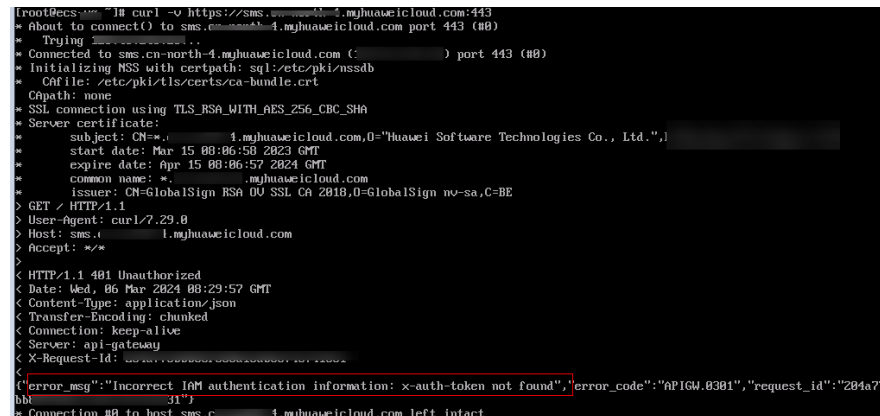 [root@ecs- ~]# curl -v https://sms.cn-north-4.myhuaweicloud.com:443
* About to connect() to sms.cn-north-4.myhuaweicloud.com port 443 (#0)
*   Trying ...
* Connected to sms.cn-north-4.myhuaweicloud.com ( ) port 443 (#0)
* Initializing NSS with certpath: sql:/etc/pki/nssdb
*   CAfile: /etc/pki/tls/certs/ca-bundle.crt
  CApath: none
* SSL connection using TLS_RSA_WITH_AES_256_CBC_SHA
* Server certificate:
*       subject: CN=*. 4.myhuaweicloud.com,O="Huawei Software Technologies Co., Ltd.",
*       start date: Mar 15 08:06:58 2023 GMT
*       expire date: Apr 15 08:06:57 2024 GMT
*       common name: *. .myhuaweicloud.com
*       issuer: CN=GlobalSign RSA OV SSL CA 2018,O=GlobalSign nv-sa,C=BE
> GET / HTTP/1.1
> User-Agent: curl/7.29.0
> Host: sms. .myhuaweicloud.com
> Accept: */*
>
< HTTP/1.1 401 Unauthorized
< Date: Wed, 06 Mar 2024 08:29:57 GMT
< Content-Type: application/json
< Transfer-Encoding: chunked
< Connection: keep-alive
< Server: api-gateway
< X-Request-Id:
<
{"error_msg":"Incorrect IAM authentication information: x-auth-token not found","error_code":"APIGW.0301","request_id":"204a7
31"}
* Connection #0 to host sms.c 4.myhuaweicloud.com left intact